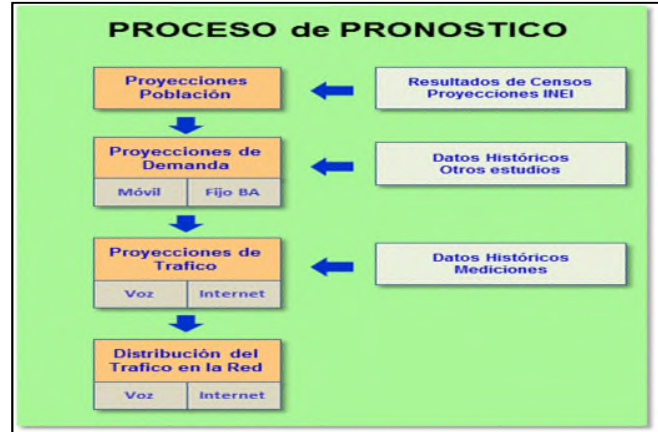 PROCESO de PRONOSTICO
Proyecciones
Población
Resultados de Censos
Proyecciones INEI
Proyecciones de
Demanda
Móvil
Fijo BA
Datos Históricos
Otros estudios
Proyecciones de
Trafico
Voz
Internet
Datos Históricos
Mediciones
Distribución del
Trafico en la Red
Voz
Internet